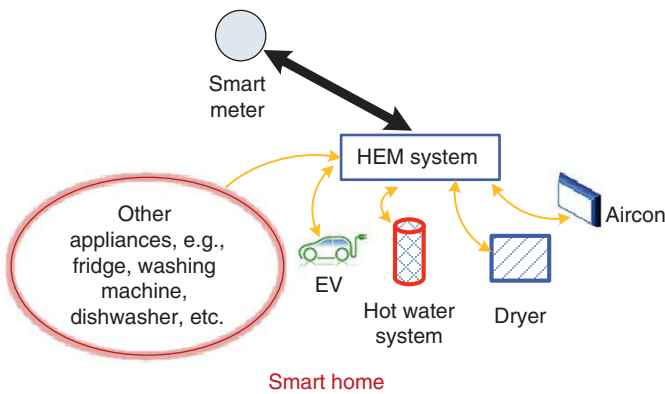 Smart
meter
HEM system
Aircon
Other
appliances, e.g.,
fridge, washing
machine,
dishwasher, etc.
EV
Hot water
system
Dryer
Smart home